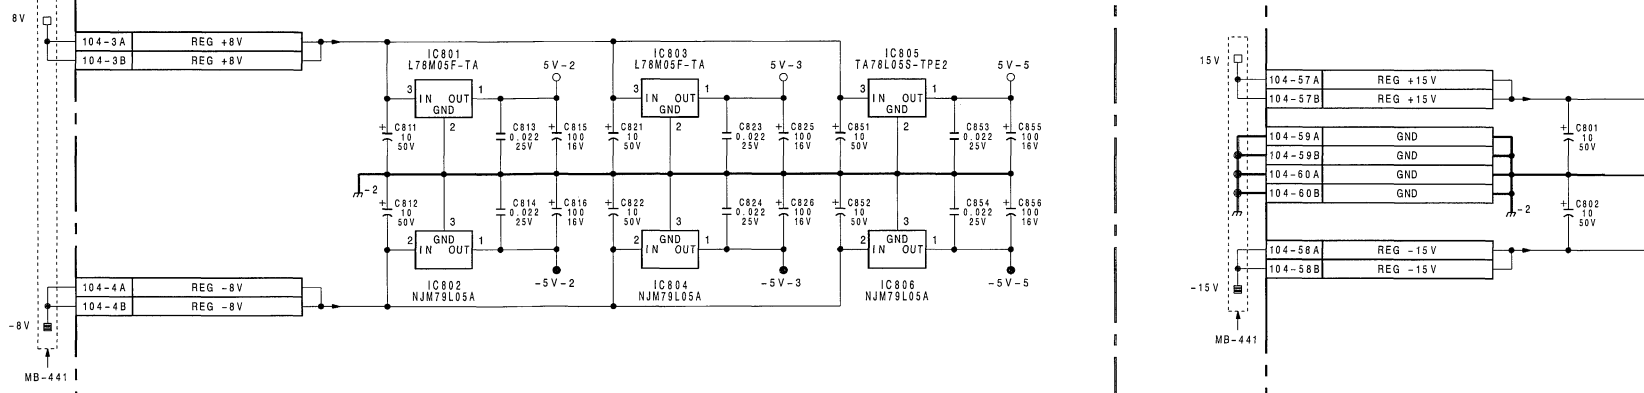 8V
104-3A REG +8V
104-3B REG +8V
IC801
L78M05F-TA
5V-2
3 IN OUT 1
GND
2
C811
10
50V
C813
0.022
25V
C815
100
16V
IC803
L78M05F-TA
5V-3
3 IN OUT 1
GND
2
C821
10
50V
C823
0.022
25V
C825
100
16V
IC805
TA78L05S-TPE2
5V-5
3 IN OUT 1
GND
2
C851
10
50V
C853
0.022
25V
C855
100
16V
-2
C812
10
50V
3
GND
2 IN OUT 1
C814
0.022
25V
C816
100
16V
-5V-2
IC802
NJM79L05A
C822
10
50V
3
GND
2 IN OUT 1
C824
0.022
25V
C826
100
16V
-5V-3
IC804
NJM79L05A
C852
10
50V
3
GND
2 IN OUT 1
C854
0.022
25V
C856
100
16V
-5V-5
IC806
NJM79L05A
104-4A REG -8V
104-4B REG -8V
-8V
MB-441
15V
104-57A REG +15V
104-57B REG +15V
104-59A GND
104-59B GND
104-60A GND
104-60B GND
-2
C801
10
50V
C802
10
50V
104-58A REG -15V
104-58B REG -15V
-15V
MB-441